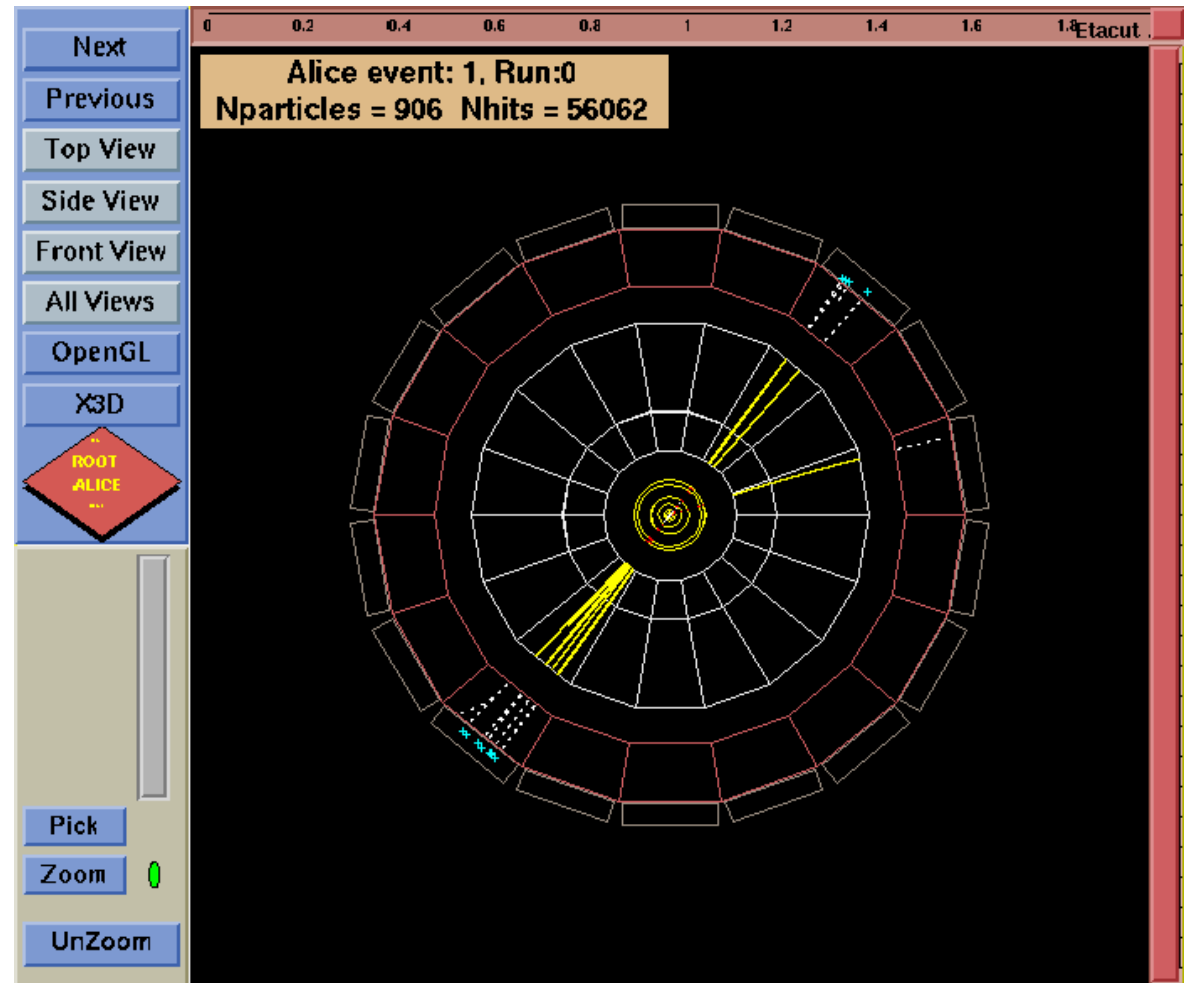 Next
Previous
Top View
Side View
Front View
All Views
OpenGL
X3D
ROOT
ALICE
Pick
Zoom
UnZoom
0 0.2 0.4 0.6 0.8 1 1.2 1.4 1.6 1.8 Etacut
Alice event: 1, Run:0
Nparticles = 906 Nhits = 56062